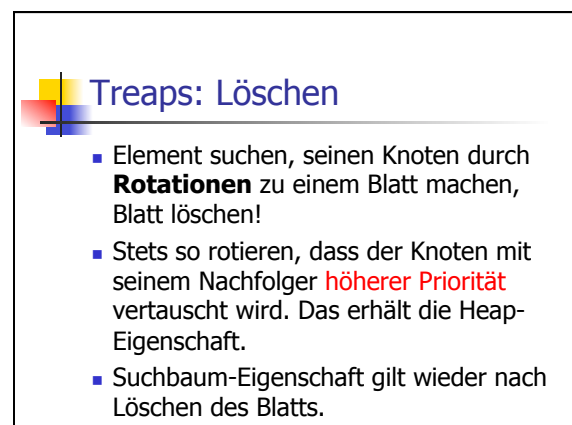 Treaps: Löschen
Element suchen, seinen Knoten durch
Rotationen zu einem Blatt machen,
Blatt löschen!
Stets so rotieren, dass der Knoten mit
seinem Nachfolger höherer Priorität
vertauscht wird. Das erhält die Heap-
Eigenschaft.
Suchbaum-Eigenschaft gilt wieder nach
Löschen des Blatts.